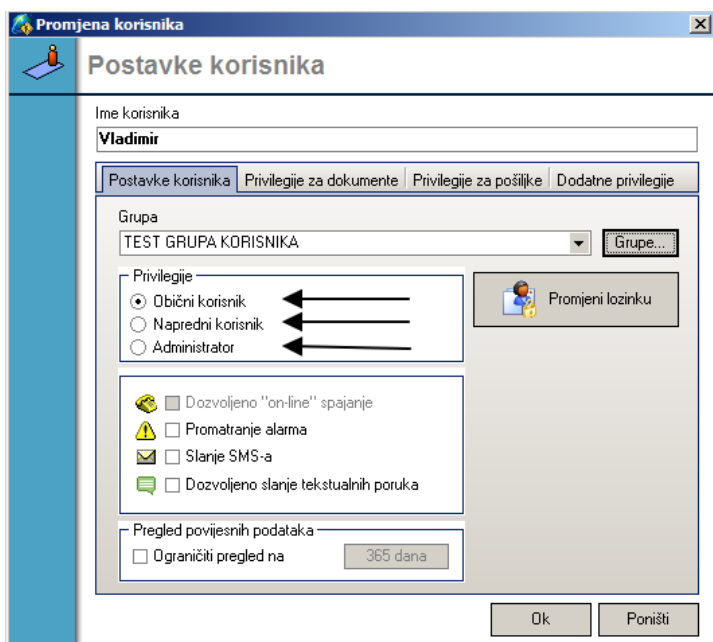 Promjena korisnika
Postavke korisnika
Ime korisnika
Vladimir
Postavke korisnika Privilegije za dokumente Privilegije za pošiljke Dodatne privilegije
Grupa
TEST GRUPA KORISNIKA Grupe...
Privilegije
Obični korisnik
Napredni korisnik
Administrator
Promjeni lozinku
Dozvoljeno "on-line" spajanje
Promatranje alarma
Slanje SMS-a
Dozvoljeno slanje tekstualnih poruka
Pregled povijesnih podataka
Ograničiti pregled na 365 dana
Ok Poništi